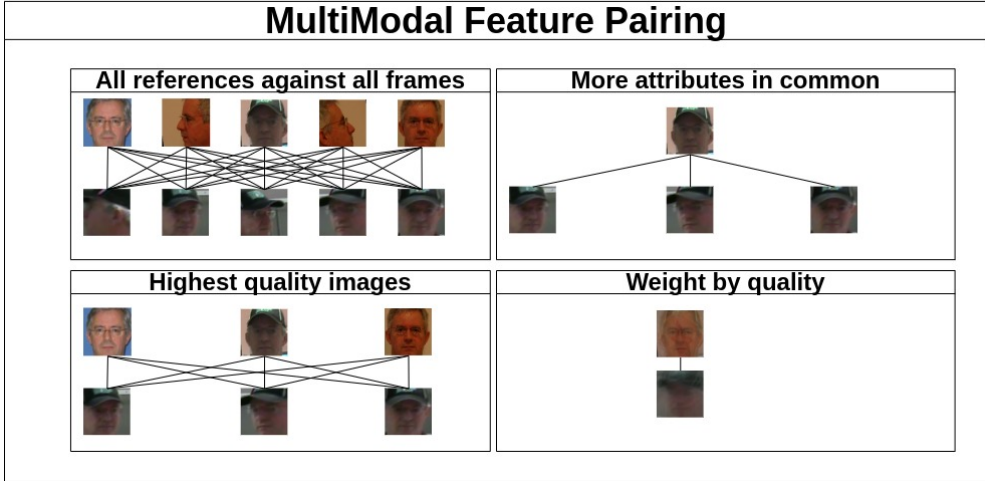 MultiModal Feature Pairing
All references against all frames
More attributes in common
Highest quality images
Weight by quality